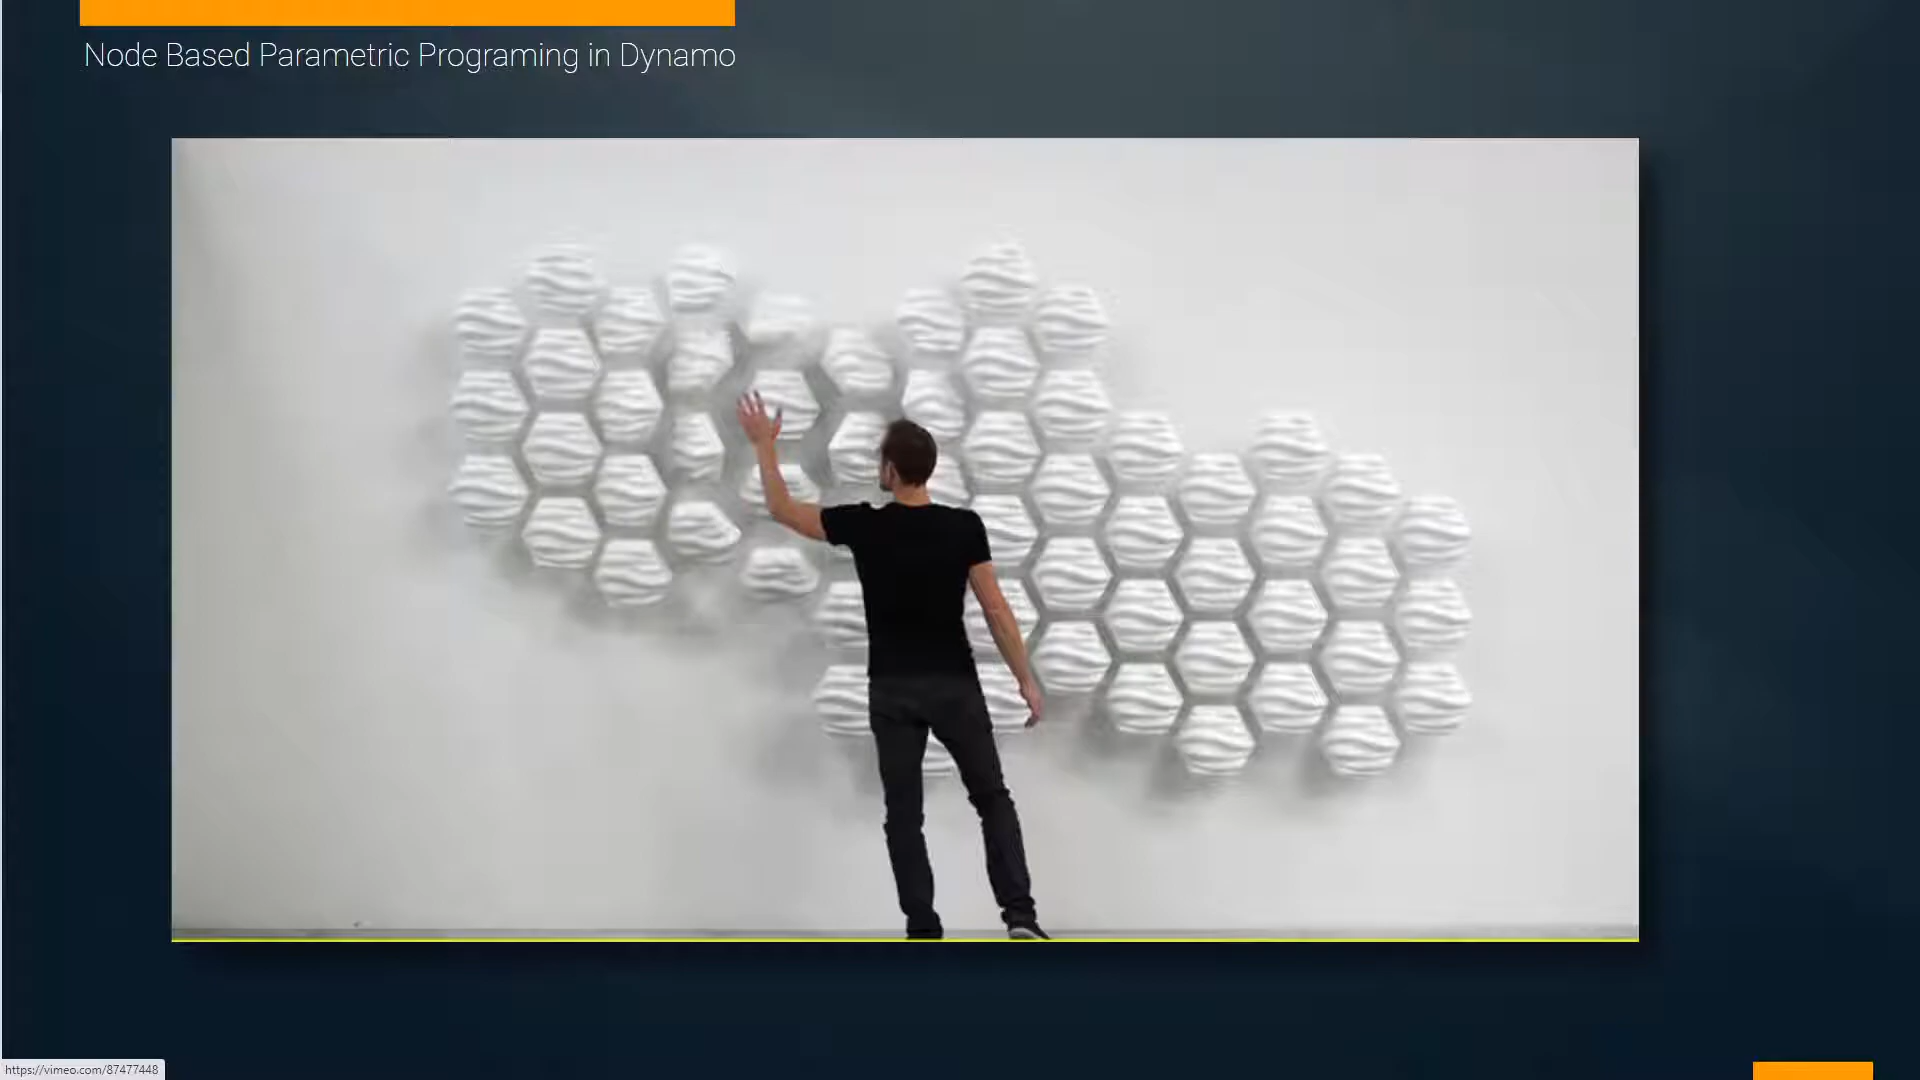 Node Based Parametric Programing in Dynamo
https://vimeo.com/87477448